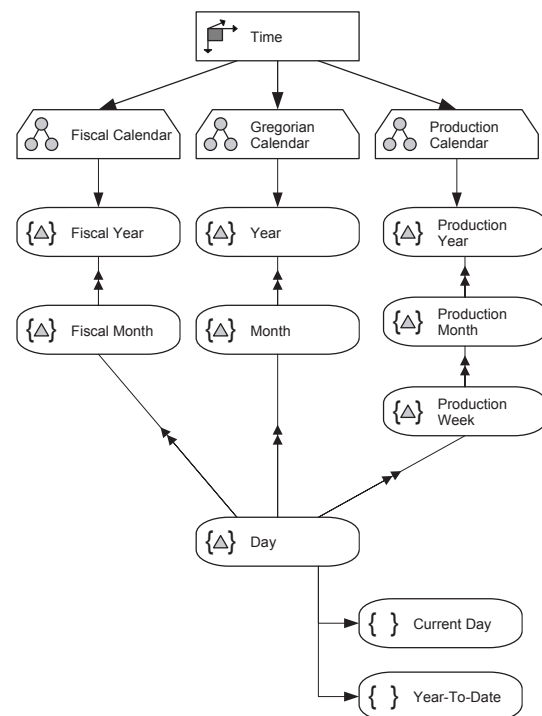 Time
Fiscal Calendar
Gregorian
Calendar
Production
Calendar
{ } Fiscal Year
{ } Year
{ } Production
Year
{ } Fiscal Month
{ } Month
{ } Production
Month
{ } Production
Week
{ } Day
{ } Current Day
{ } Year-To-Date